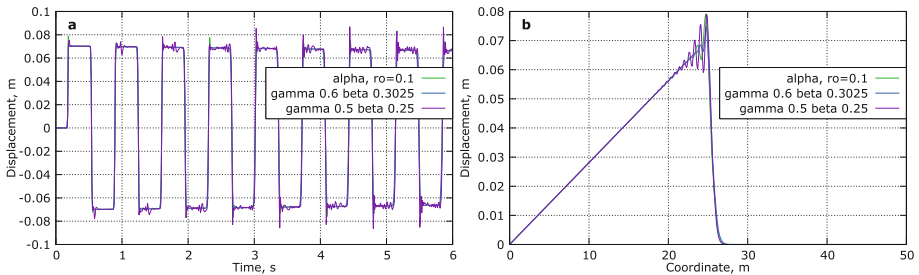 a
0.1
0.08
0.06
0.04
0.02
0
-0.02
-0.04
-0.06
-0.08
-0.1
Displacement, m
0
1
2
3
4
5
6
Time, s
alpha, ro=0.1
gamma 0.6 beta 0.3025
gamma 0.5 beta 0.25
b
0.08
0.07
0.06
0.04
0.03
0.01
0
Displacement, m
0
10
20
30
40
50
Coordinate, m
alpha, ro=0.1
gamma 0.6 beta 0.3025
gamma 0.5 beta 0.25